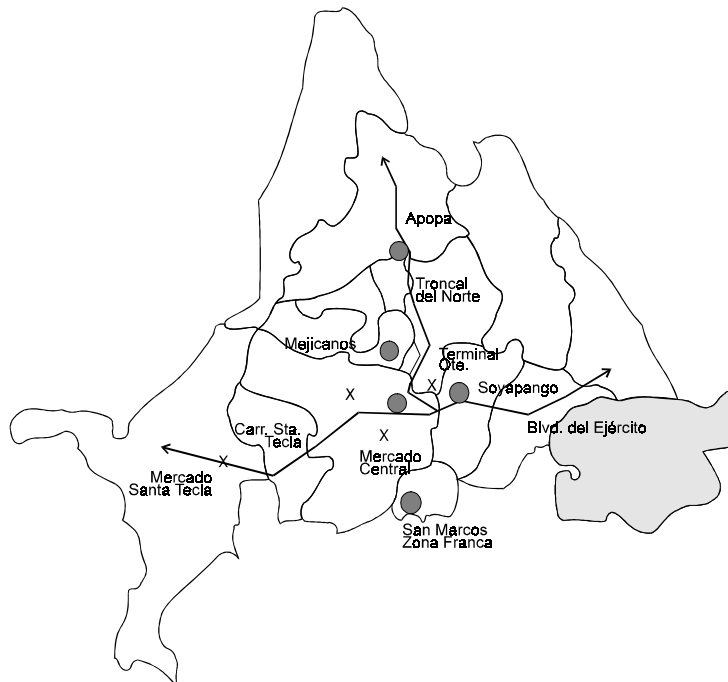 Apopa
Troncal
del Norte
Mejicanos
Terminal
Ote.
X
X
Soyapango
Carr. Sta.
Tecla
X
Blvd. del Ejército
Mercado
Central
X
Mercado
Santa Tecla
San Marcos
Zona Franca